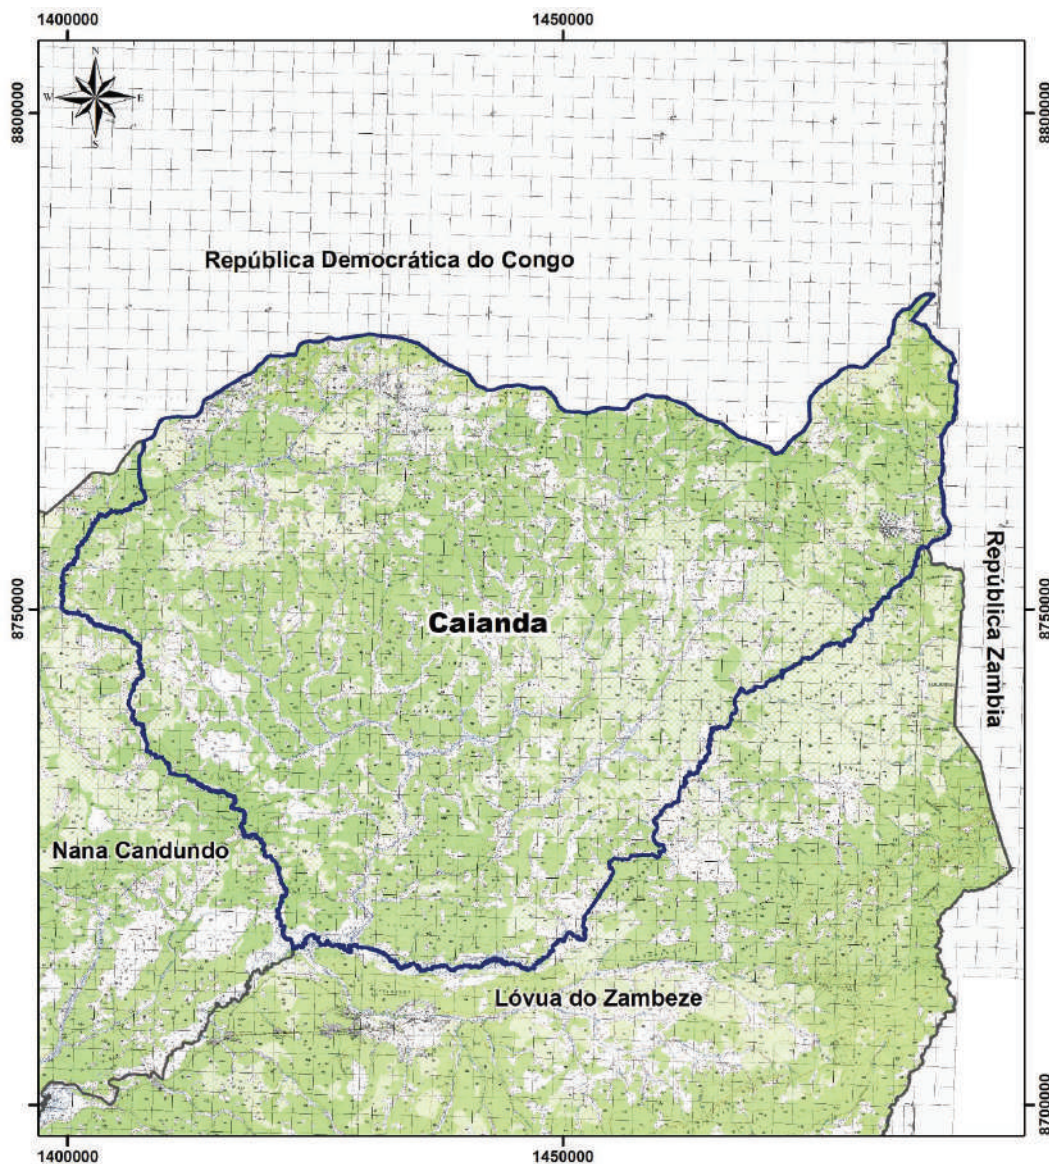 1400000
1450000
N
W
E
S
8800000
8800000
República Democrática do Congo
República Zambia
8750000
Caianda
8750000
Nana Candundo
Lóvua do Zambeze
8700000
1400000
1450000